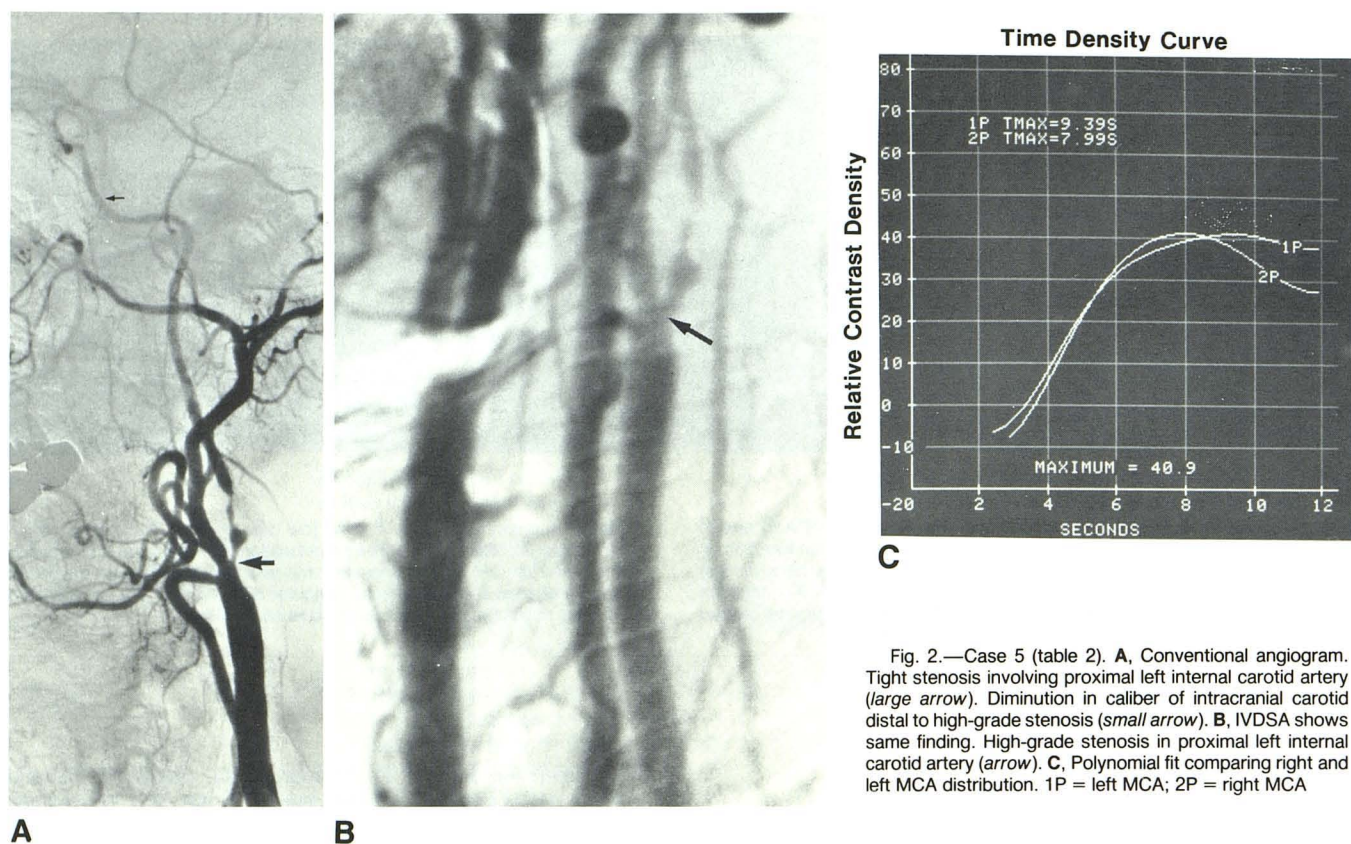 Time Density Curve
Relative Contrast Density
80
70
60
50
40
30
20
10
0
-10
-20
1P TMAX=9.39S
2P TMAX=7.99S
1P
2P
MAXIMUM = 40.9
2
4
6
8
10
12
SECONDS
A
B
C
Fig. 2.—Case 5 (table 2). A, Conventional angiogram.
Tight stenosis involving proximal left internal carotid artery
(large arrow). Diminution in caliber of intracranial carotid
distal to high-grade stenosis (small arrow). B, IVDSA shows
same finding. High-grade stenosis in proximal left internal
carotid artery (arrow). C, Polynomial fit comparing right and
left MCA distribution. 1P = left MCA; 2P = right MCA